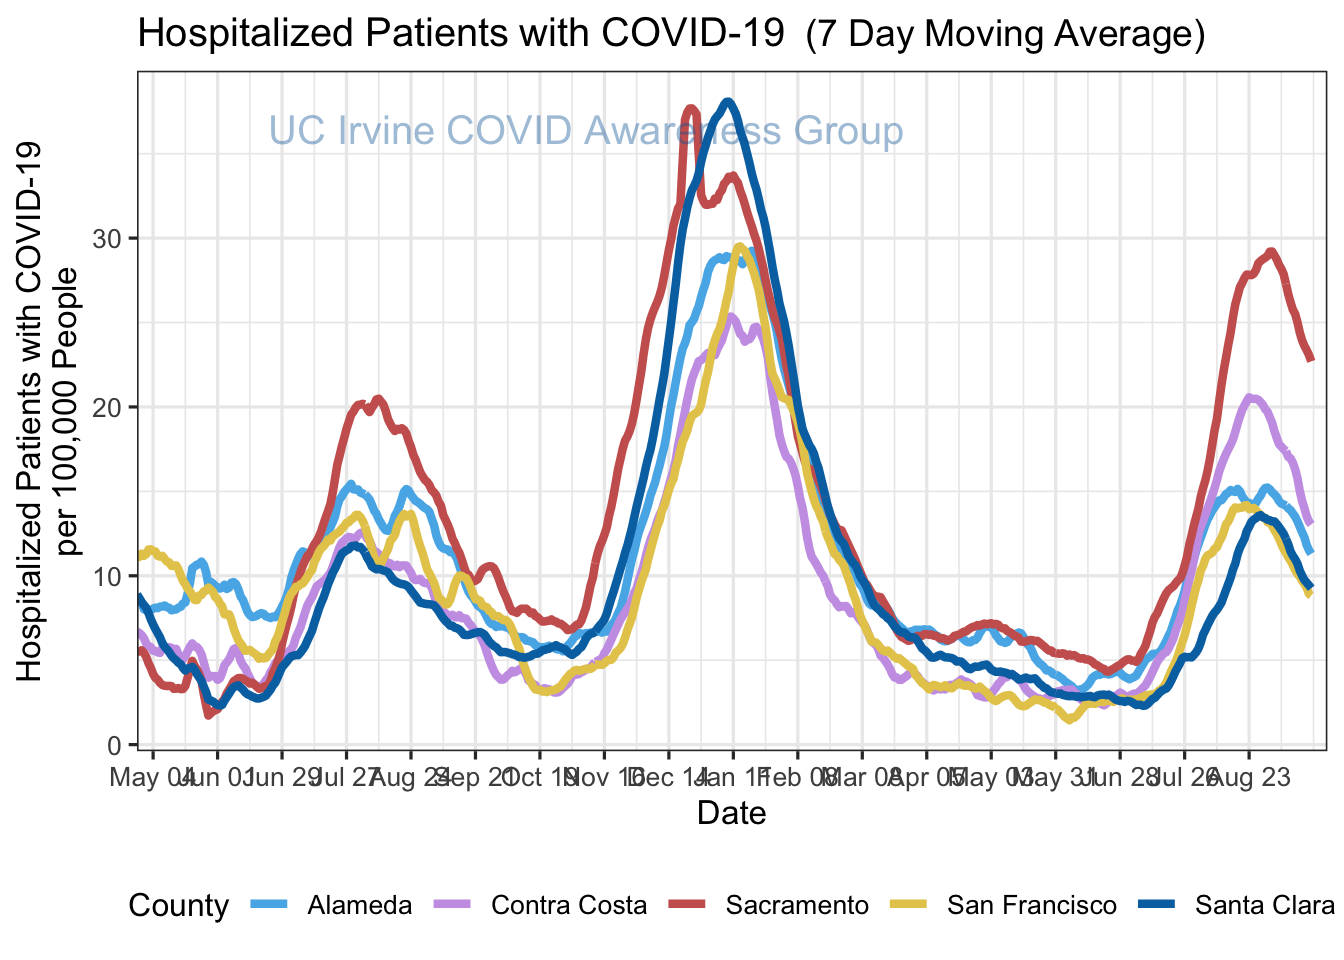 Hospitalized Patients with COVID-19 (7 Day Moving Average)
UC Irvine COVID Awareness Group
Hospitalized Patients with COVID-19
per 100,000 People
30
20
10
0
May 04 Jun 01 Jun 29 Jul 27 Aug 24 Sep 21 Oct 19 Nov 16 Dec 14 Jan 11 Feb 08 Mar 08 Apr 05 May 03 May 31 Jun 28 Jul 26 Aug 23
Date
County Alameda Contra Costa Sacramento San Francisco Santa Clara